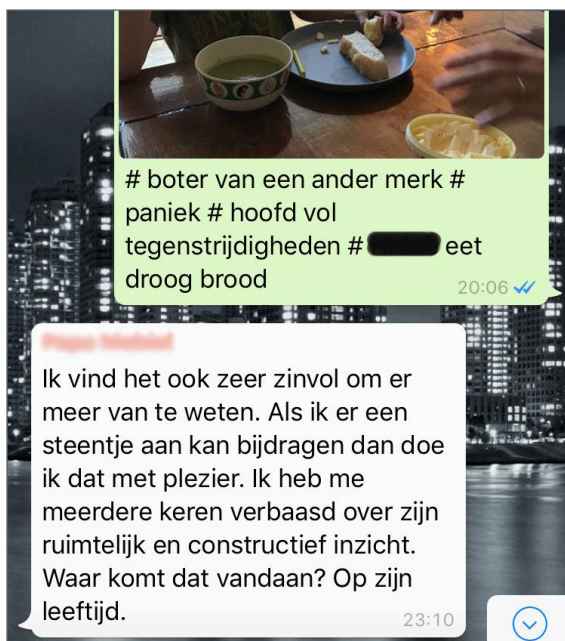 # boter van een ander merk #
paniek # hoofd vol
tegenstrijdigheden # eet
droog brood
20:06
Ik vind het ook zeer zinvol om er
meer van te weten. Als ik er een
steentje aan kan bijdragen dan doe
ik dat met plezier. Ik heb me
meerdere keren verbaasd over zijn
ruimtelijk en constructief inzicht.
Waar komt dat vandaan? Op zijn
leeftijd.
23:10